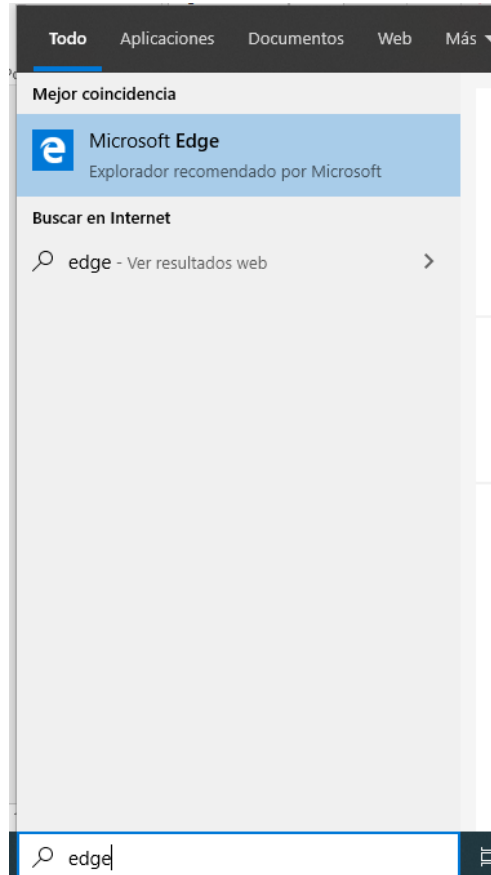 Todo Aplicaciones Documentos Web Más
Mejor coincidencia
Microsoft Edge
Explorador recomendado por Microsoft
Buscar en Internet
edge - Ver resultados web
edge